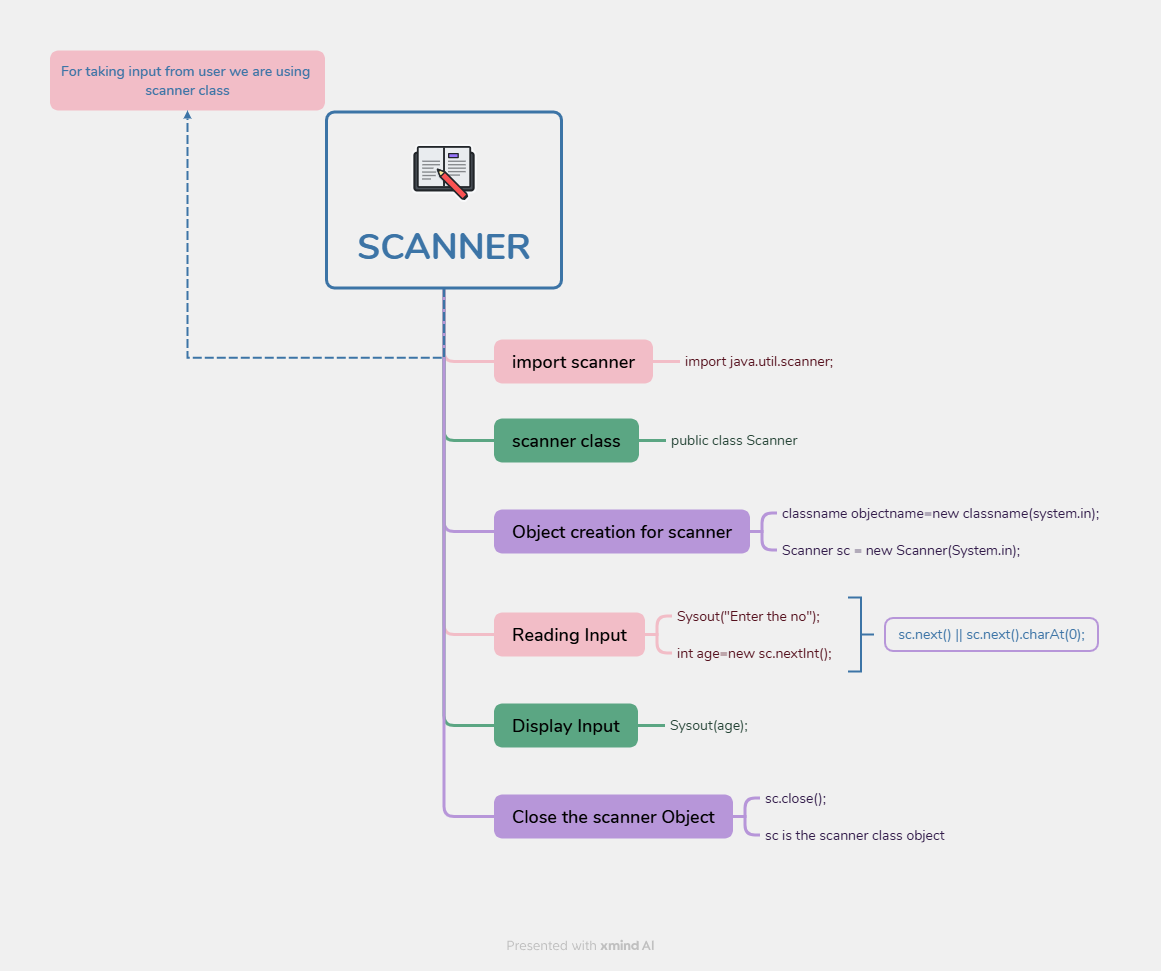 For taking input from user we are using
scanner class
SCANNER
import scanner
import java.util.scanner;
scanner class
public class Scanner
Object creation for scanner
classname objectname=new classname(system.in);
Scanner sc = new Scanner(System.in);
Reading Input
Sysout("Enter the no");
int age=new sc.nextInt();
sc.next() || sc.next().charAt(0);
Display Input
Sysout(age);
Close the scanner Object
sc.close();
sc is the scanner class object
Presented with xmind AI